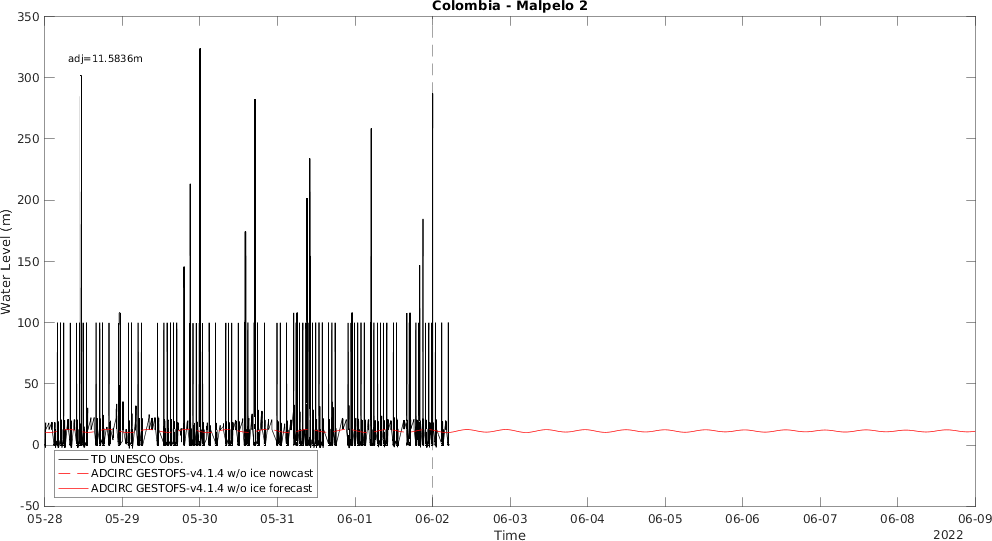 Colombia - Malpelo 2
350
300
250
200
150
100
50
0
-50
Water Level (m)
adj=11.5836m
TD UNESCO Obs.
ADCIRC GESTOFS-v4.1.4 w/o ice nowcast
ADCIRC GESTOFS-v4.1.4 w/o ice forecast
05-28 05-29 05-30 05-31 06-01 06-02 06-03 06-04 06-05 06-06 06-07 06-08 06-09
Time
2022